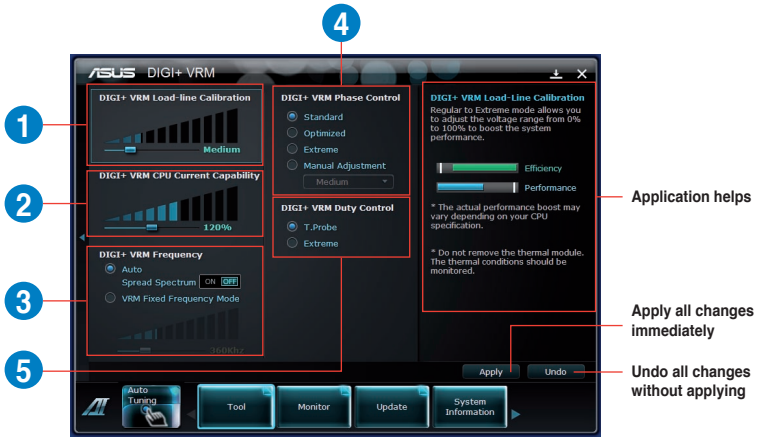 4
ASUS DIGI+ VRM
1
DIGI+ VRM Load-line Calibration
Medium
2
DIGI+ VRM CPU Current Capability
120%
3
DIGI+ VRM Frequency
Auto
Spread Spectrum ON OFF
VRM Fixed Frequency Mode
360Khz
DIGI+ VRM Phase Control
Standard
Optimized
Extreme
Manual Adjustment
Medium
DIGI+ VRM Duty Control
T.Probe
Extreme
5
DIGI+ VRM Load-Line Calibration
Regular to Extreme mode allows you
to adjust the voltage range from 0%
to 100% to boost the system
performance.
Efficiency
Performance
* The actual performance boost may
vary depending on your CPU
specification.
* Do not remove the thermal module.
The thermal conditions should be
monitored.
Application helps
Apply all changes
immediately
Undo all changes
without applying
Apply
Undo
Auto
Tuning
Tool
Monitor
Update
System
Information